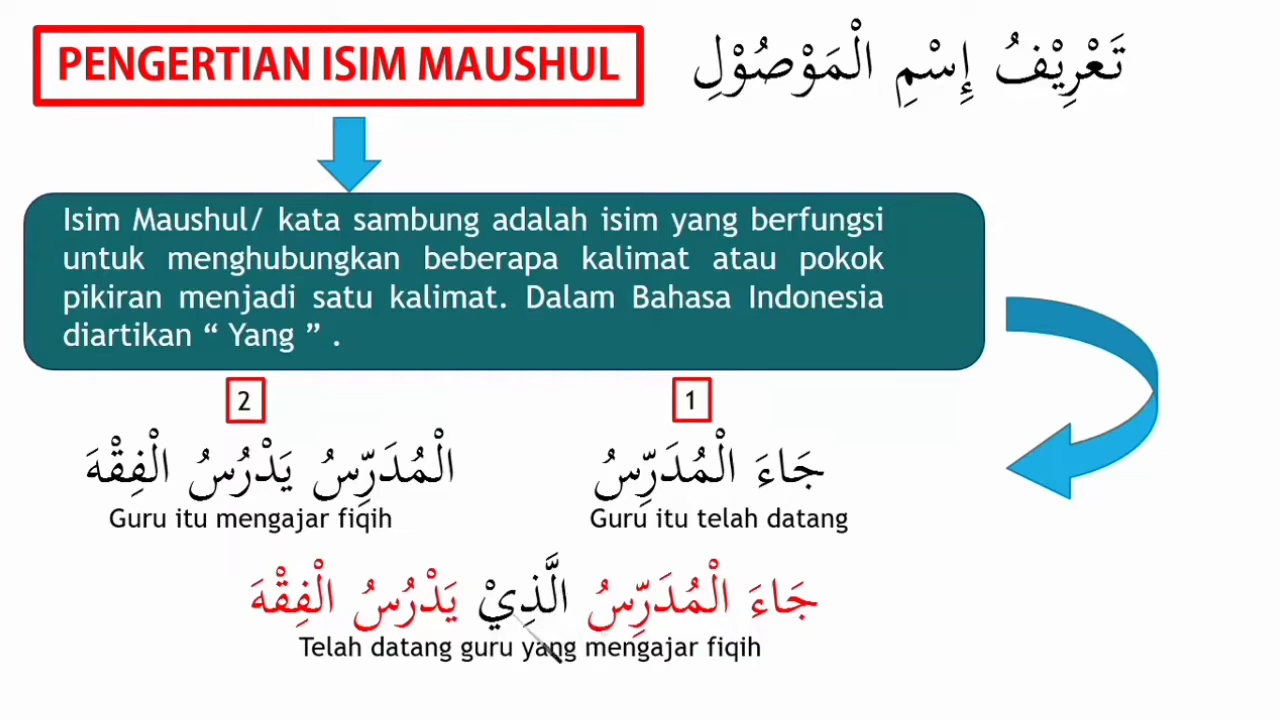 PENGERTIAN ISIM MAUSHUL
تَعْرِيْفُ إِسْمِ الْمَوْصُوْلِ
Isim Maushul/ kata sambung adalah isim yang berfungsi
untuk menghubungkan beberapa kalimat atau pokok
pikiran menjadi satu kalimat. Dalam Bahasa Indonesia
diartikan “ Yang ” .
1
جَاءَ الْمُدَرِّسُ
Guru itu telah datang
2
الْمُدَرِّسُ يَدْرُسُ الْفِقْهَ
Guru itu mengajar fiqih
جَاءَ الْمُدَرِّسُ الَّذِيْ يَدْرُسُ الْفِقْهَ
Telah datang guru yang mengajar fiqih